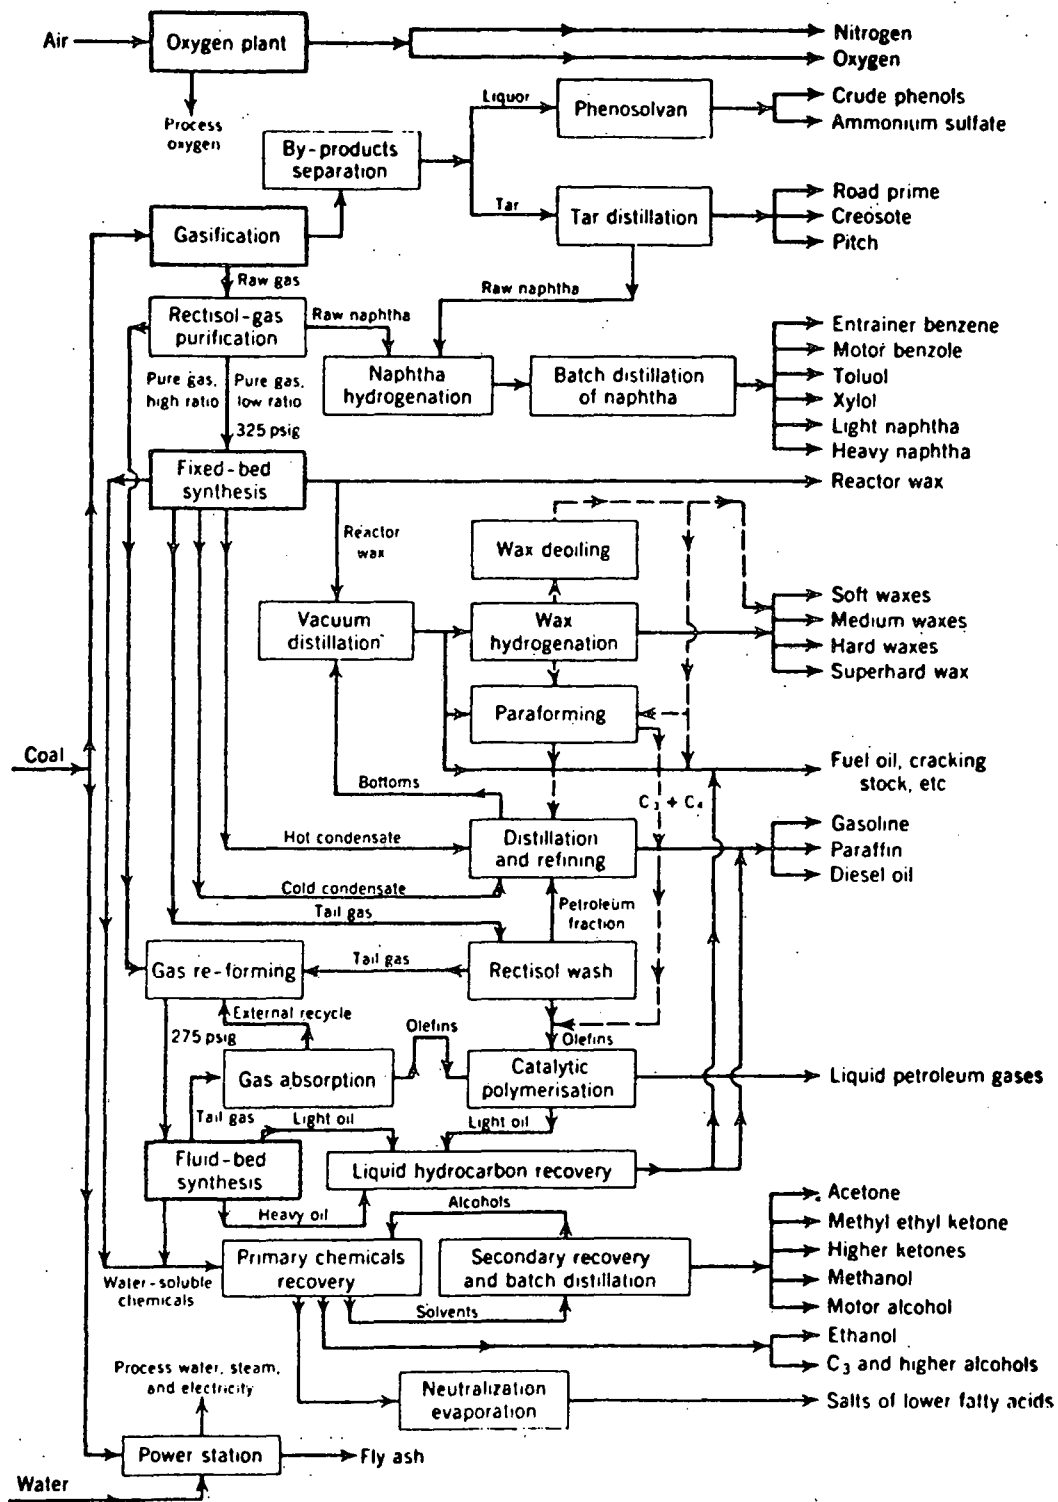 Air
Oxygen plant
Nitrogen
Oxygen
Process
oxygen
Liquor
Phenosolvan
Crude phenols
Ammonium sulfate
By-products
separation
Tar
Tar distillation
Road prime
Creosote
Pitch
Gasification
Raw gas
Raw naphtha
Rectisol-gas
purification
Raw naphtha
Naphtha
hydrogenation
Batch distillation
of naphtha
Entrainer benzene
Motor benzole
Toluol
Xylol
Light naphtha
Heavy naphtha
Pure gas,
high ratio
Pure gas,
low ratio
325 psig
Fixed-bed
synthesis
Reactor wax
Reactor
wax
Wax deoiling
Vacuum
distillation
Wax
hydrogenation
Soft waxes
Medium waxes
Hard waxes
Superhard wax
Paraforming
Coal
Fuel oil, cracking
stock, etc
Bottoms
C3 + C4
Hot condensate
Distillation
and refining
Gasoline
Paraffin
Diesel oil
Cold condensate
Tail gas
Petroleum
fraction
Gas re-forming
Tail gas
Rectisol wash
External recycle
275 psig
Olefins
Olefins
Gas absorption
Catalytic
polymerisation
Liquid petroleum gases
Tail gas
Light oil
Light oil
Fluid-bed
synthesis
Liquid hydrocarbon recovery
Heavy oil
Alcohols
Primary chemicals
recovery
Secondary recovery
and batch distillation
Acetone
Methyl ethyl ketone
Higher ketones
Methanol
Motor alcohol
Water-soluble
chemicals
Solvents
Ethanol
C3 and higher alcohols
Process water, steam,
and electricity
Neutralization
evaporation
Salts of lower fatty acids
Power station
Fly ash
Water